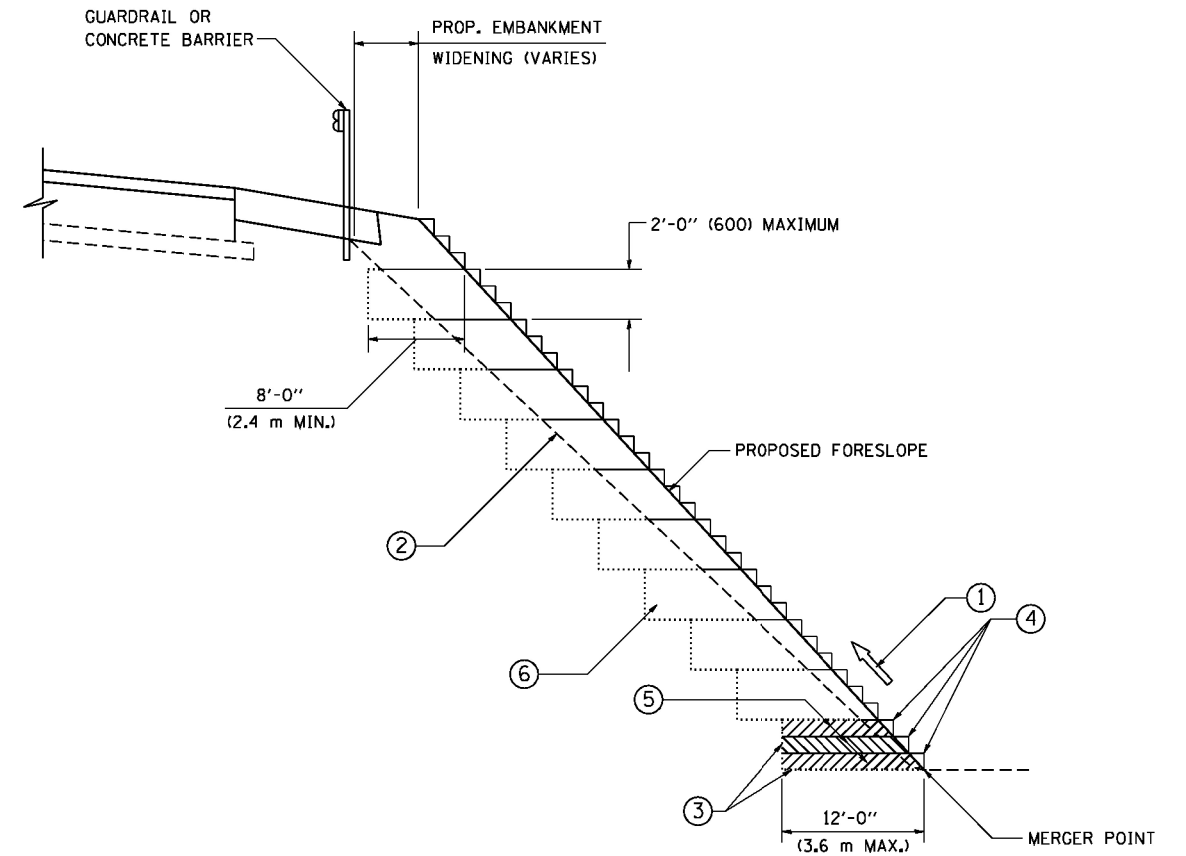 GUARDRAIL OR
CONCRETE BARRIER
PROP. EMBANKMENT
WIDENING (VARIES)
2'-0'' (600) MAXIMUM
8'-0''
(2.4 m MIN.)
PROPOSED FORESLOPE
2
1
4
6
5
3
12'-0''
(3.6 m MAX.)
MERGER POINT